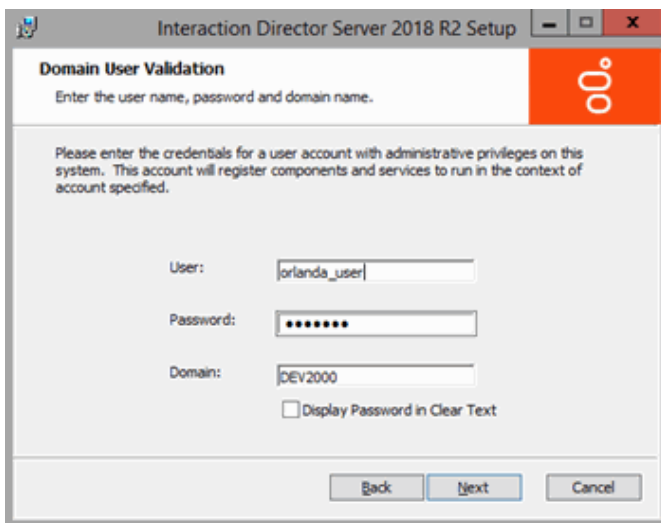 Interaction Director Server 2018 R2 Setup
Domain User Validation
Enter the user name, password and domain name.
Please enter the credentials for a user account with administrative privileges on this
system. This account will register components and services to run in the context of
account specified.
User: orlanda_user
Password: •••••••
Domain: DEV2000
Display Password in Clear Text
Back Next Cancel